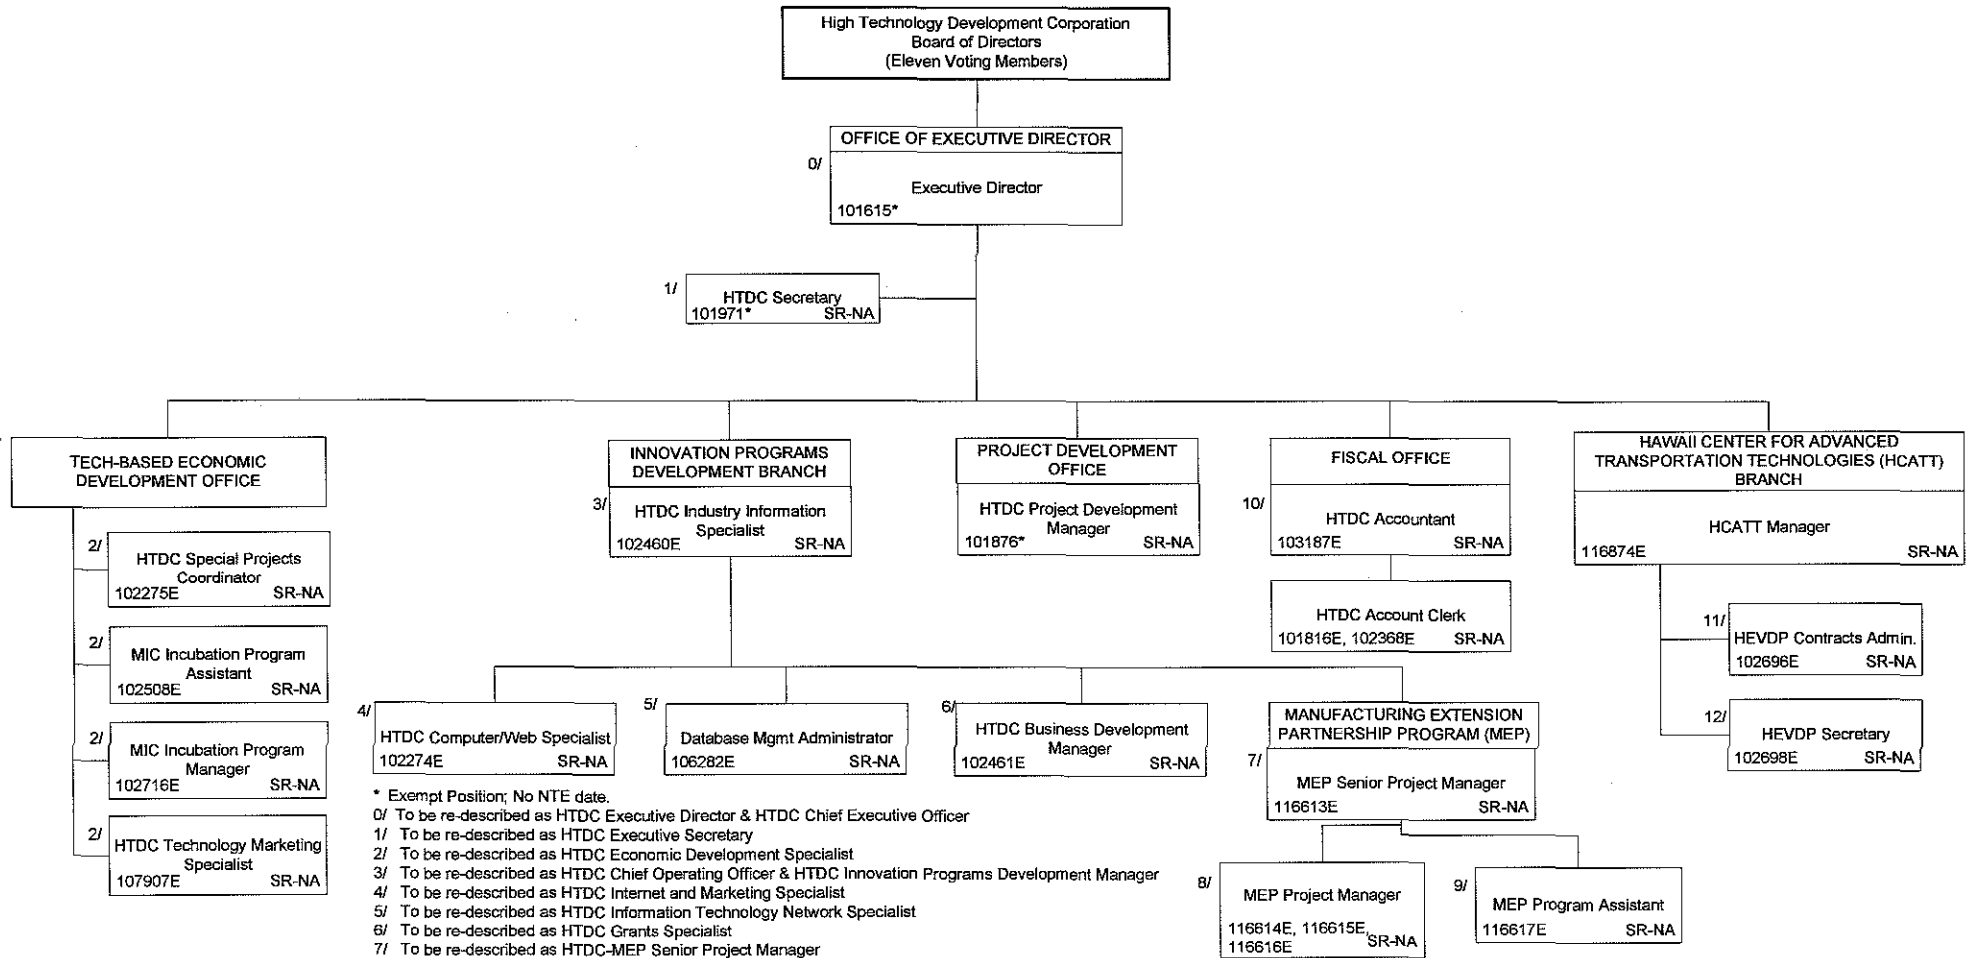 High Technology Development Corporation
Board of Directors
(Eleven Voting Members)
OFFICE OF EXECUTIVE DIRECTOR
0/
Executive Director
101615*
1/
HTDC Secretary
101971* SR-NA
TECH-BASED ECONOMIC
DEVELOPMENT OFFICE
2/
HTDC Special Projects
Coordinator
102275E SR-NA
2/
MIC Incubation Program
Assistant
102508E SR-NA
2/
MIC Incubation Program
Manager
102716E SR-NA
2/
HTDC Technology Marketing
Specialist
107907E SR-NA
INNOVATION PROGRAMS
DEVELOPMENT BRANCH
3/
HTDC Industry Information
Specialist
102460E SR-NA
PROJECT DEVELOPMENT
OFFICE
HTDC Project Development
Manager
101876* SR-NA
FISCAL OFFICE
10/
HTDC Accountant
103187E SR-NA
HTDC Account Clerk
101816E, 102368E SR-NA
HAWAII CENTER FOR ADVANCED
TRANSPORTATION TECHNOLOGIES (HCATT)
BRANCH
HCATT Manager
116874E SR-NA
11/
HEVDP Contracts Admin.
102696E SR-NA
12/
HEVDP Secretary
102698E SR-NA
4/
HTDC Computer/Web Specialist
102274E SR-NA
5/
Database Mgmt Administrator
106282E SR-NA
6/
HTDC Business Development
Manager
102461E SR-NA
MANUFACTURING EXTENSION
PARTNERSHIP PROGRAM (MEP)
7/
MEP Senior Project Manager
116613E SR-NA
8/
MEP Project Manager
116614E, 116615E,
116616E SR-NA
9/
MEP Program Assistant
116617E SR-NA
* Exempt Position; No NTE date.
0/ To be re-described as HTDC Executive Director & HTDC Chief Executive Officer
1/ To be re-described as HTDC Executive Secretary
2/ To be re-described as HTDC Economic Development Specialist
3/ To be re-described as HTDC Chief Operating Officer & HTDC Innovation Programs Development Manager
4/ To be re-described as HTDC Internet and Marketing Specialist
5/ To be re-described as HTDC Information Technology Network Specialist
6/ To be re-described as HTDC Grants Specialist
7/ To be re-described as HTDC-MEP Senior Project Manager